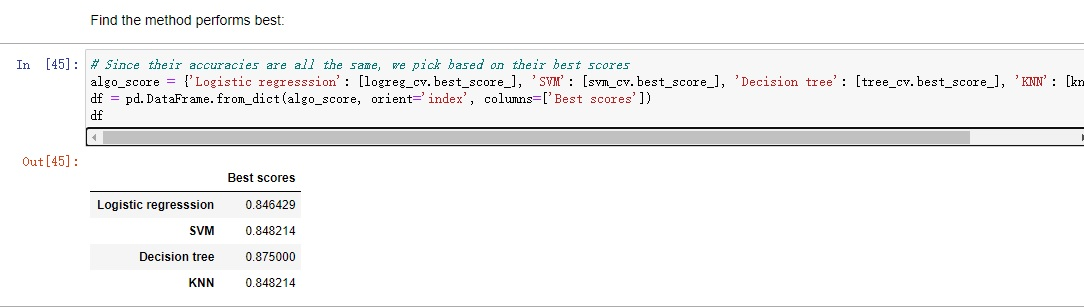 Find the method performs best:
In [45]: # Since their accuracies are all the same, we pick based on their best scores
algo_score = {'Logistic regresssion': [logreg_cv.best_score_], 'SVM': [svm_cv.best_score_], 'Decision tree': [tree_cv.best_score_], 'KNN': [kn
df = pd.DataFrame.from_dict(algo_score, orient='index', columns=['Best scores'])
df
Out[45]:
Best scores
Logistic regresssion 0.846429
SVM 0.848214
Decision tree 0.875000
KNN 0.848214